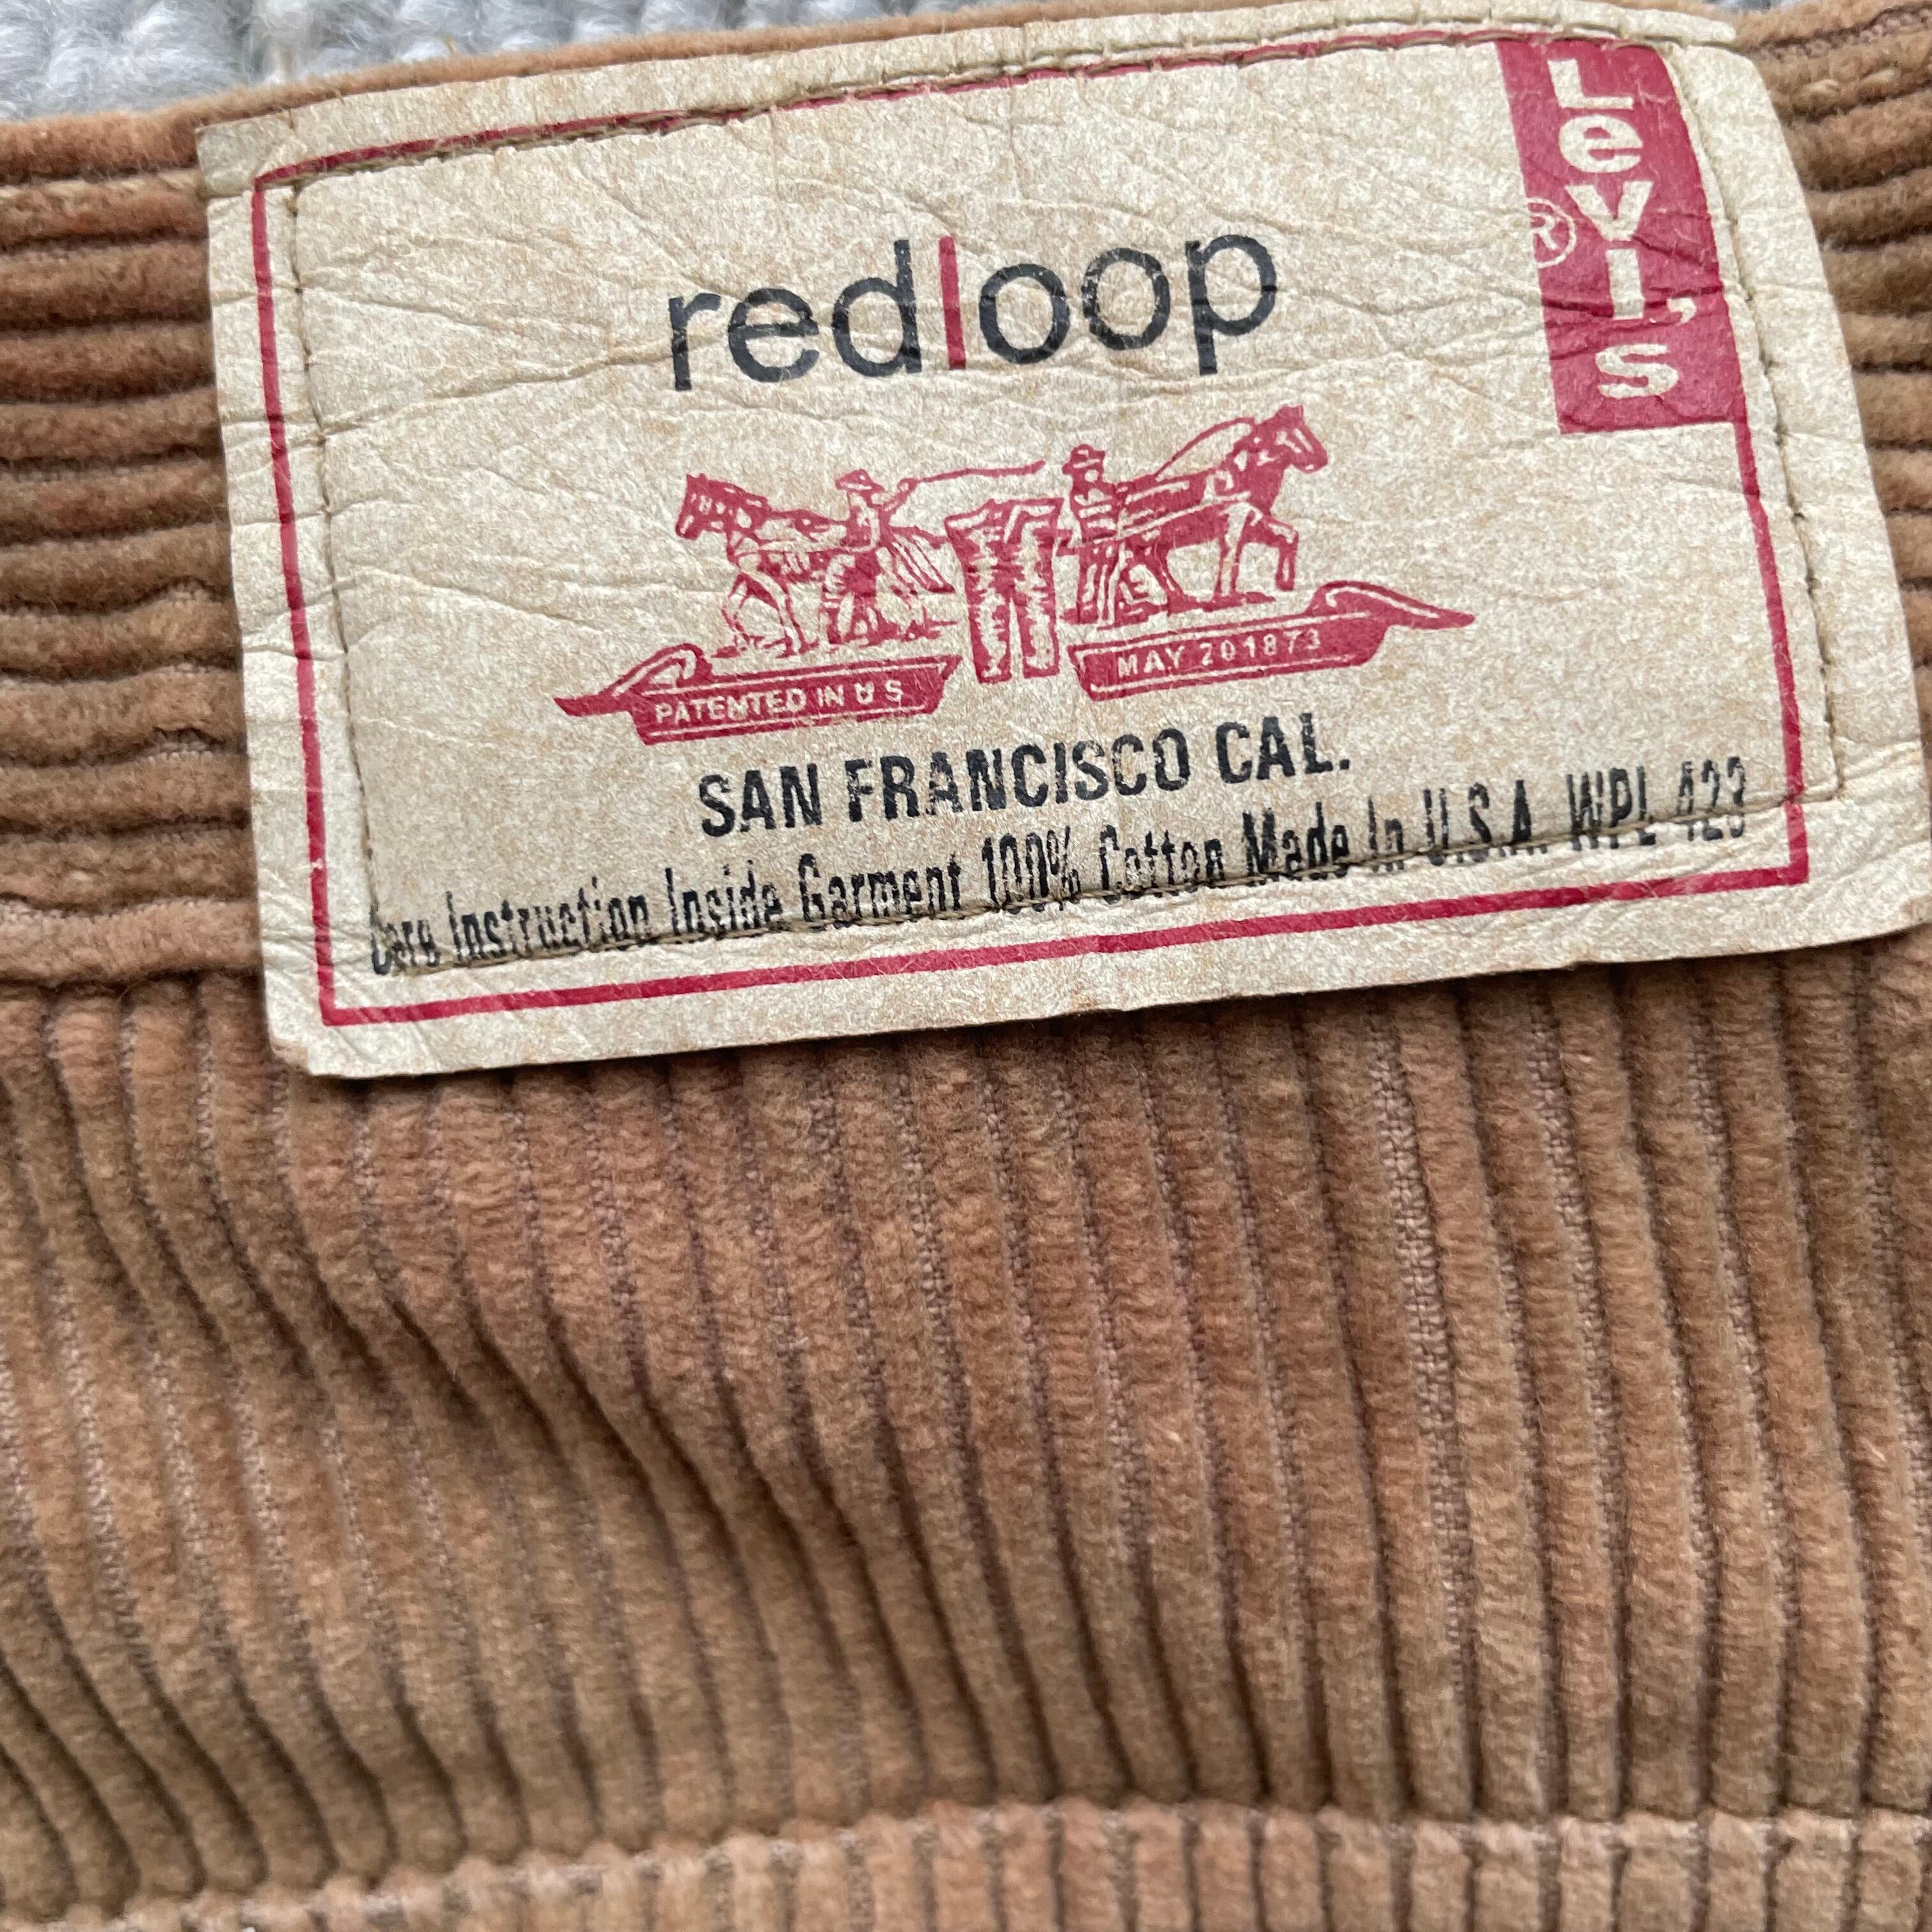 Levi's
®
redloop
PATENTED IN U S
MAY 20 1873
SAN FRANCISCO CAL.
Care Instruction Inside Garment 100% Cotton Made In U.S.A. WPL 423